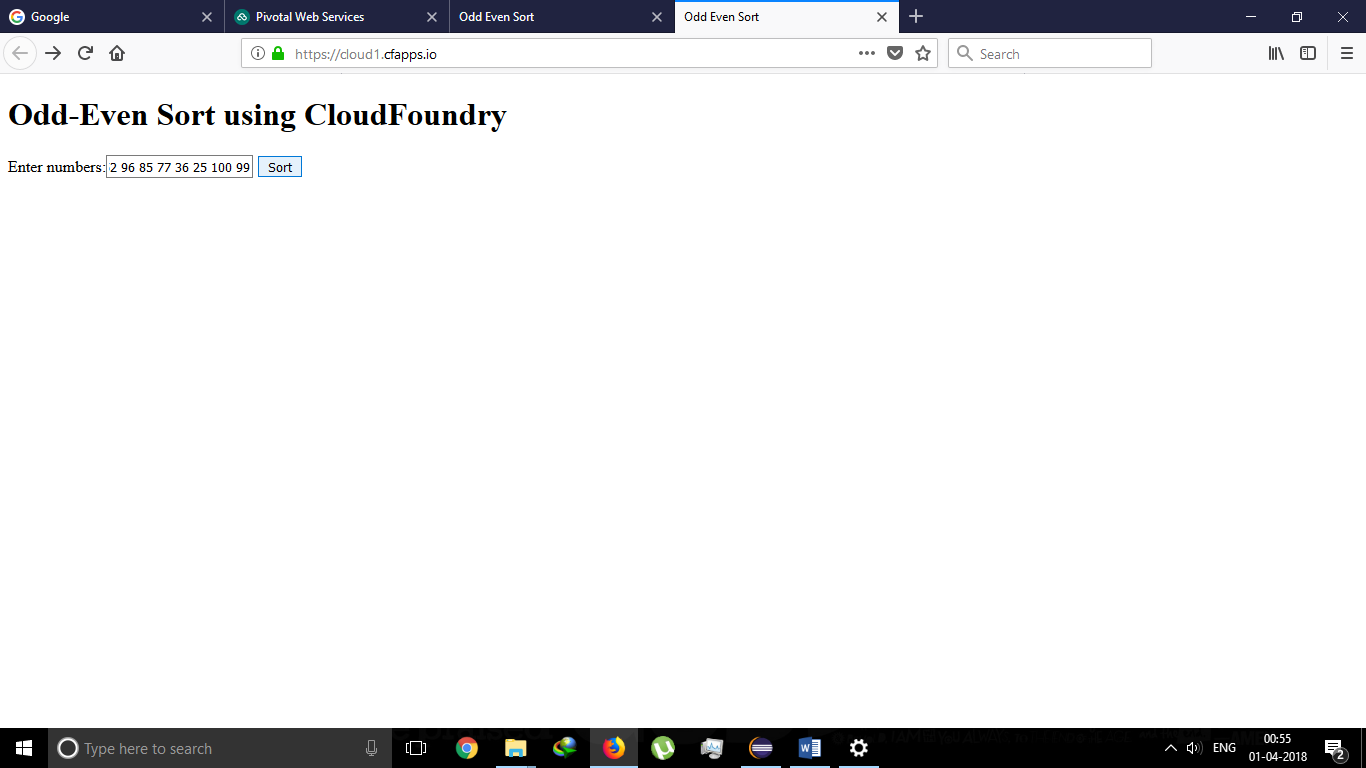 Google
Pivotal Web Services
Odd Even Sort
Odd Even Sort
https://cloud1.cfapps.io
Search
Odd-Even Sort using CloudFoundry
Enter numbers: 2 96 85 77 36 25 100 99 Sort
Type here to search
ENG
00:55
01-04-2018
2